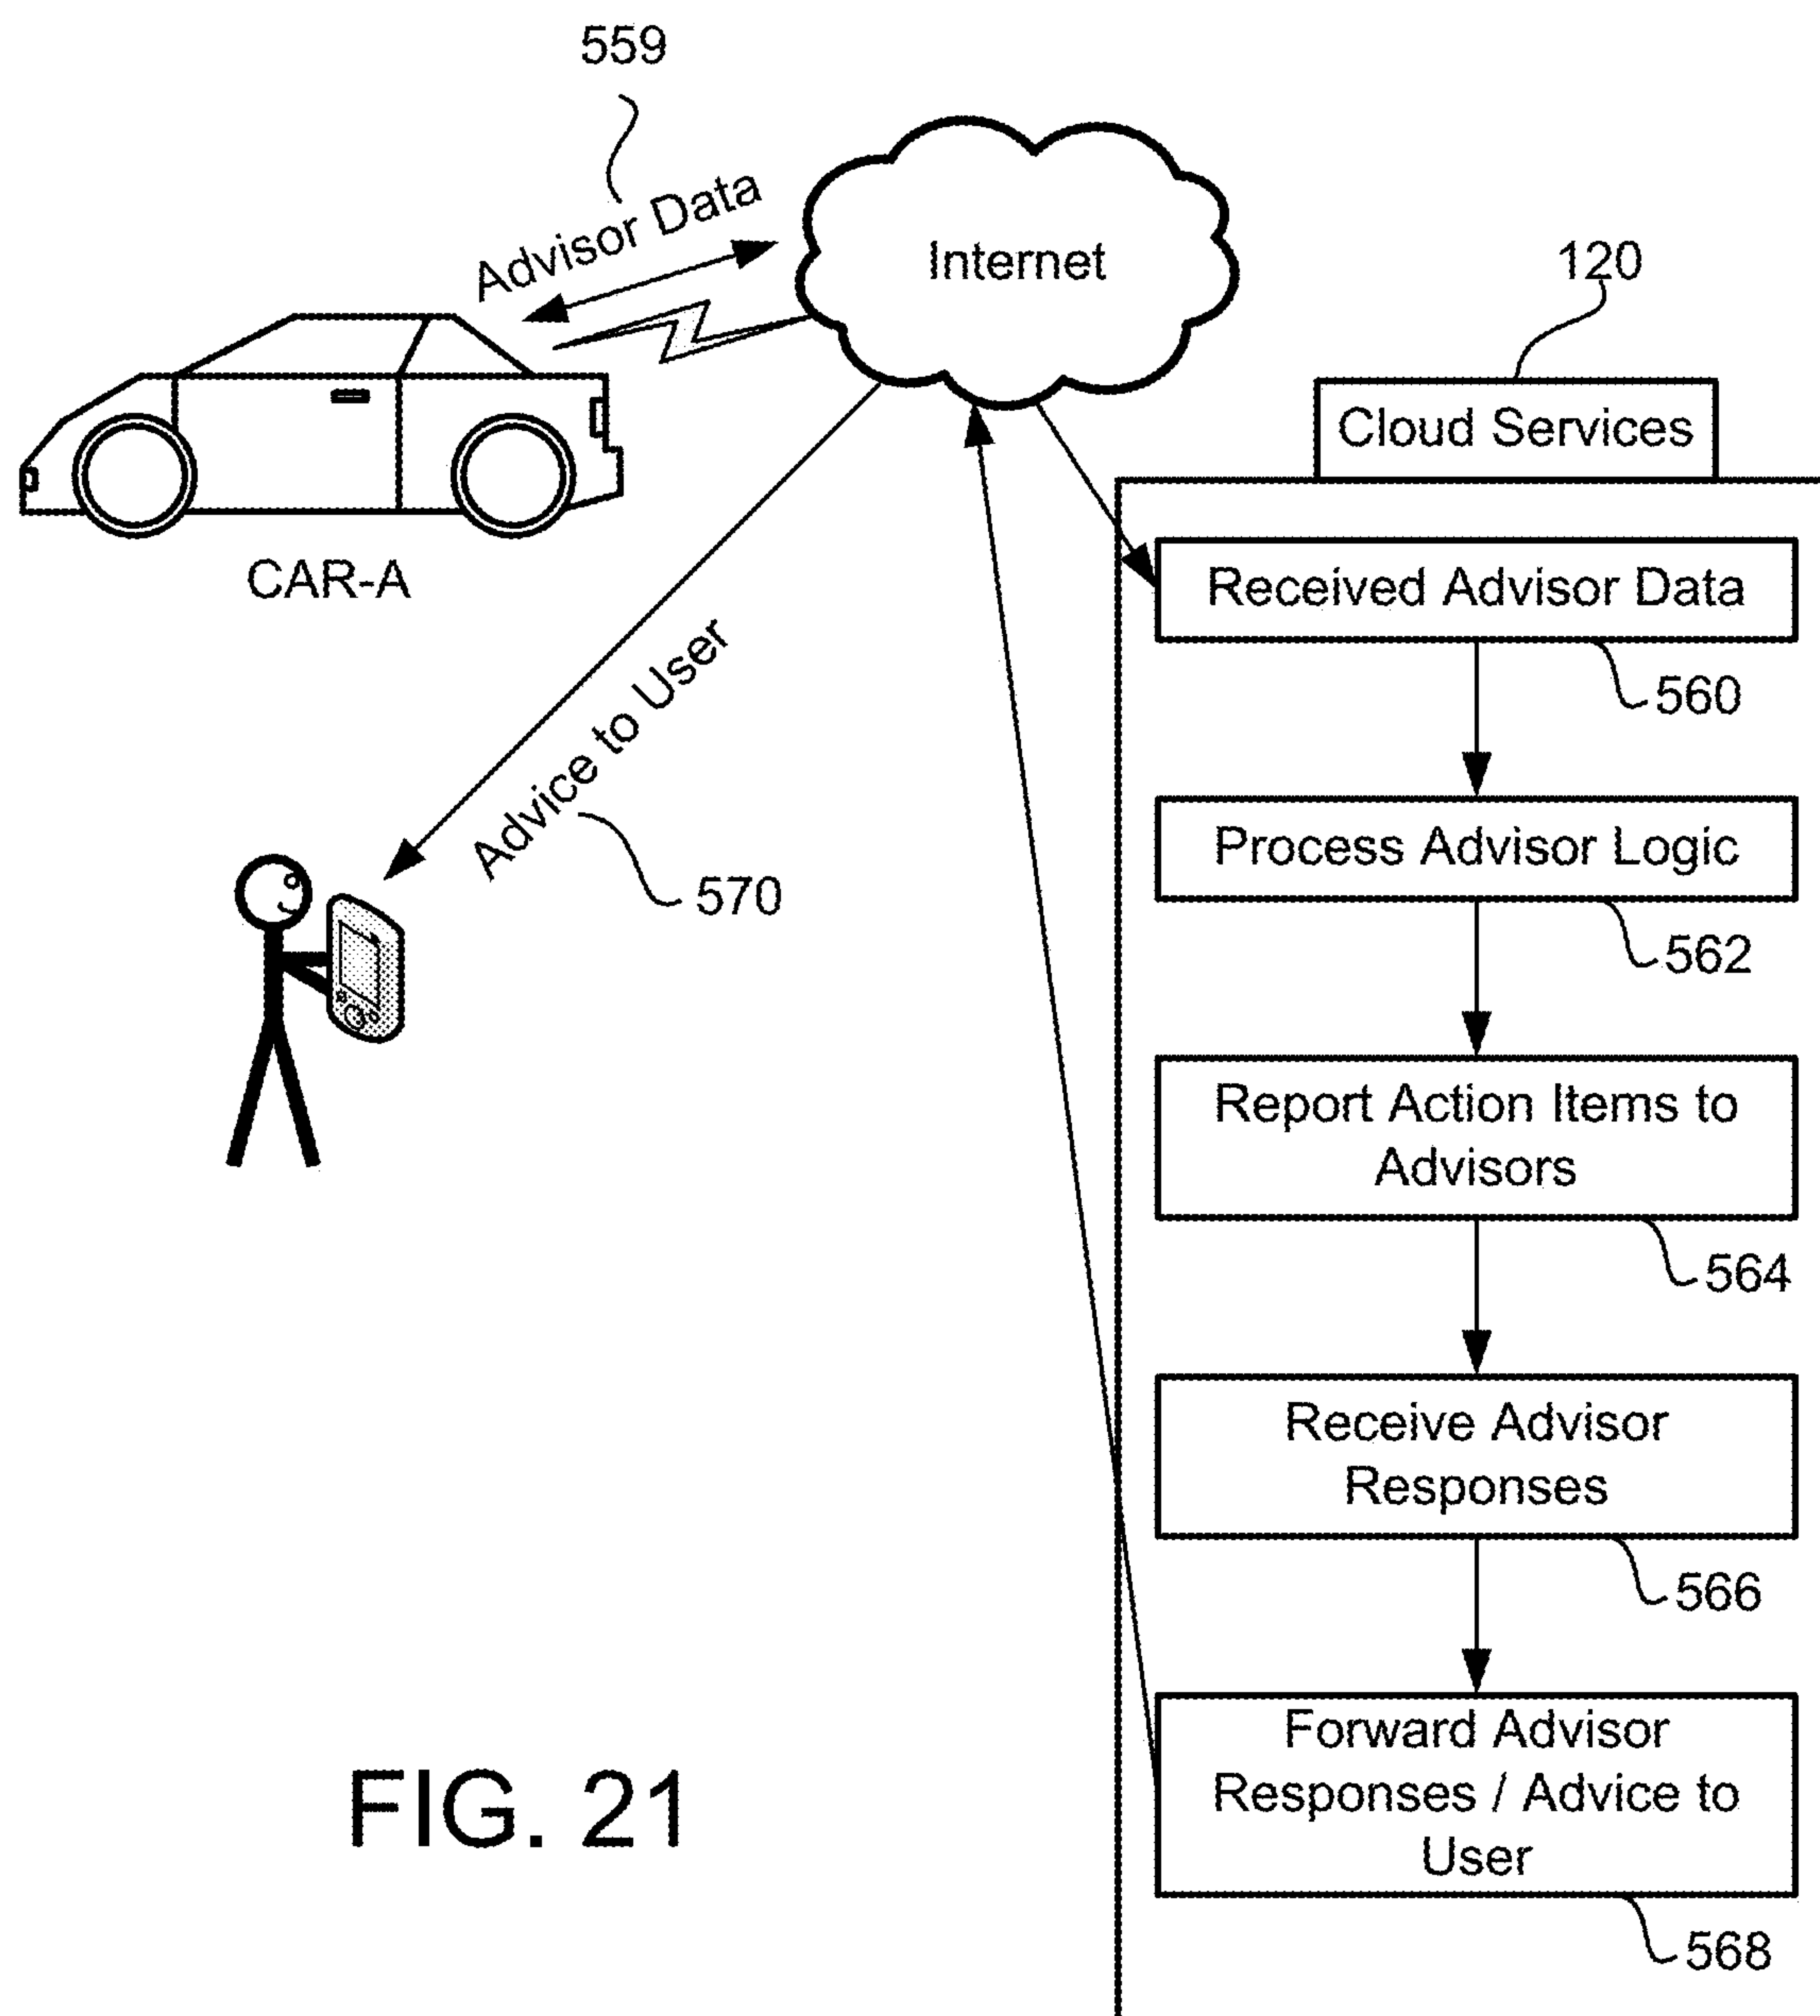 559
Advisor Data
Internet
120
Cloud Services
CAR-A
Received Advisor Data
560
Advice to User
570
Process Advisor Logic
562
Report Action Items to
Advisors
564
Receive Advisor
Responses
566
Forward Advisor
Responses / Advice to
User
568
FIG. 21